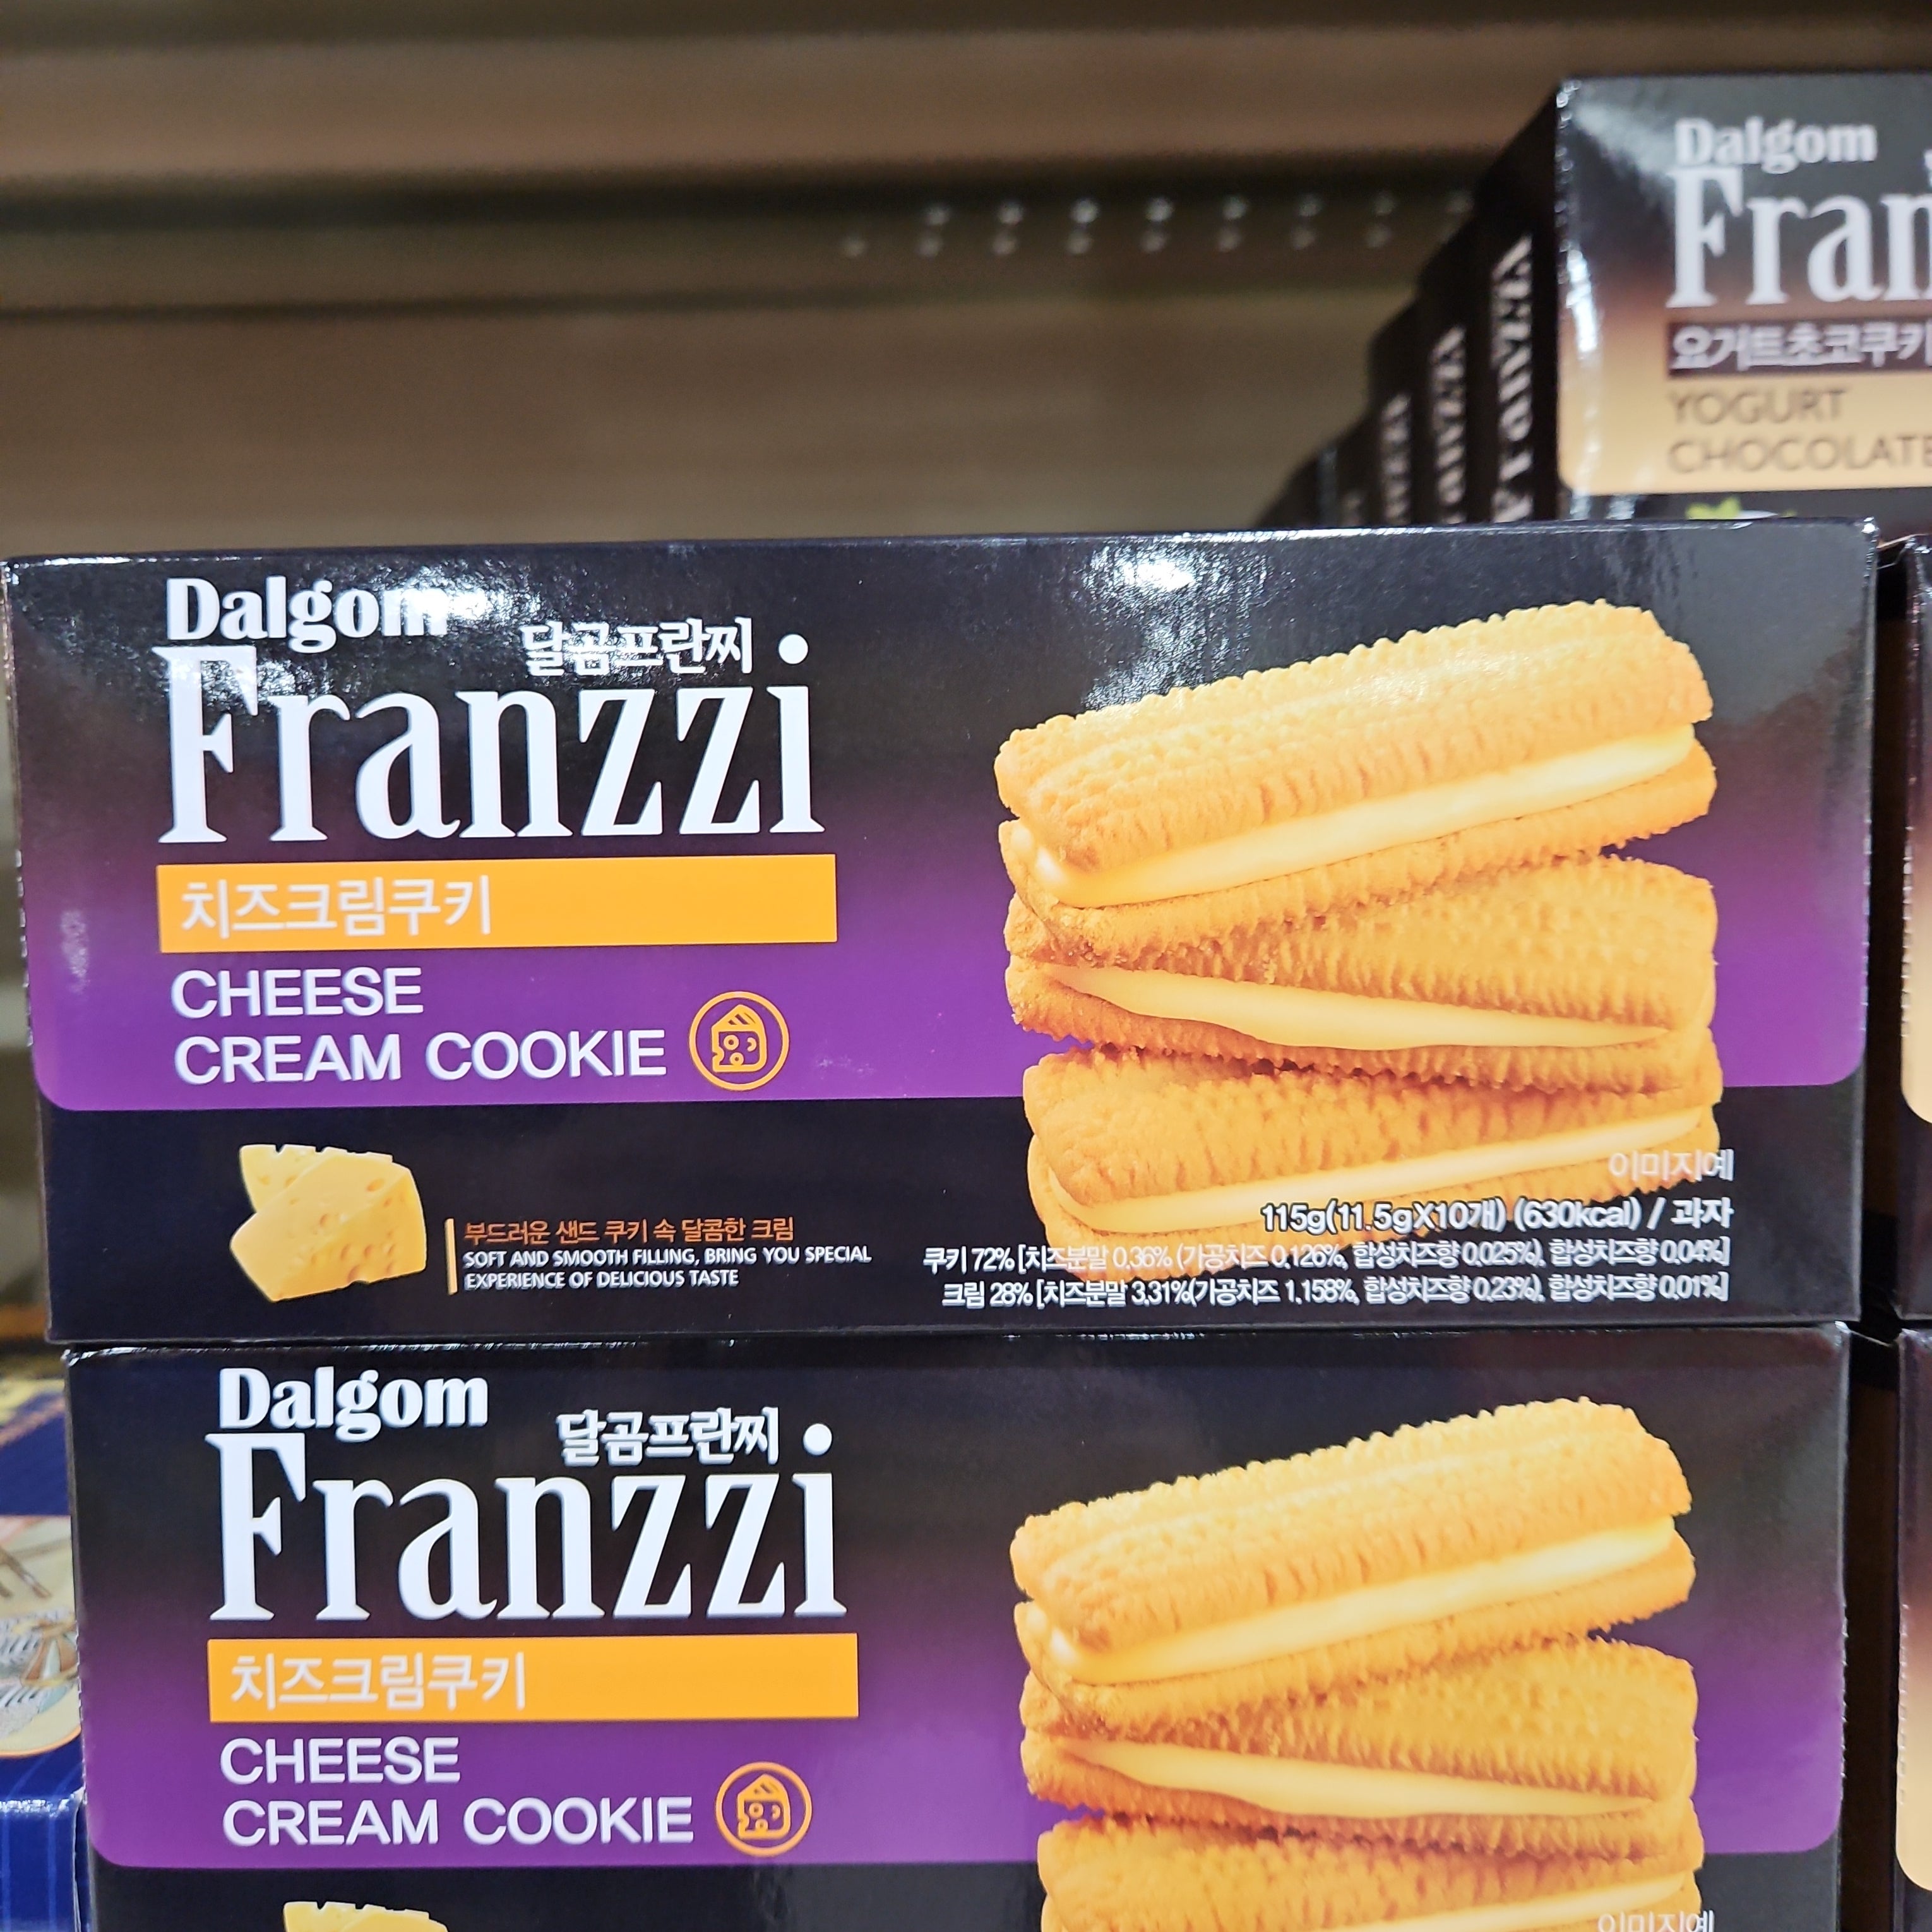 Dalgom
Fran
요거트초코쿠키
YOGURT
CHOCOLATE
Dalgom
달곰프란찌
Franzzi
치즈크림쿠키
CHEESE
CREAM COOKIE
부드러운 샌드 쿠키 속 달콤한 크림
SOFT AND SMOOTH FILLING, BRING YOU SPECIAL
EXPERIENCE OF DELICIOUS TASTE
이미지예
115g(11.5gX10개) (630kcal) / 과자
쿠키 72% [치즈분말 0.36% (가공치즈 0.126%, 합성치즈향 0.025%), 합성치즈향 0.04%]
크림 28% [치즈분말 3.31%(가공치즈 1.158%, 합성치즈향 0.23%), 합성치즈향 0.01%]
Dalgom
달곰프란찌
Franzzi
치즈크림쿠키
CHEESE
CREAM COOKIE
이미지예